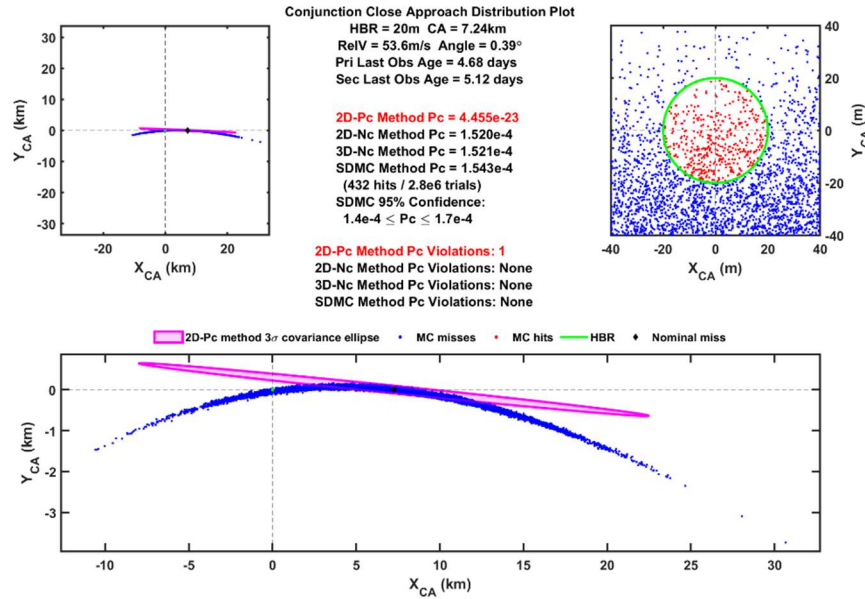 Conjunction Close Approach Distribution Plot
HBR = 20m CA = 7.24km
RelV = 53.6m/s Angle = 0.39°
Pri Last Obs Age = 4.68 days
Sec Last Obs Age = 5.12 days
2D-Pc Method Pc = 4.455e-23
2D-Nc Method Pc = 1.520e-4
3D-Nc Method Pc = 1.521e-4
SDMC Method Pc = 1.543e-4
(432 hits / 2.8e6 trials)
SDMC 95% Confidence:
1.4e-4 ≤ Pc ≤ 1.7e-4
2D-Pc Method Pc Violations: 1
2D-Nc Method Pc Violations: None
3D-Nc Method Pc Violations: None
SDMC Method Pc Violations: None
Y_CA (km)
30
20
10
0
-10
-20
-30
-20 0 20
X_CA (km)
40
20
0
-20
-40
Y_CA (m)
-40 -20 0 20 40
X_CA (m)
2D-Pc method 3σ covariance ellipse MC misses MC hits HBR Nominal miss
Y_CA (km)
0
-1
-2
-3
-10 -5 0 5 10 15 20 25 30
X_CA (km)